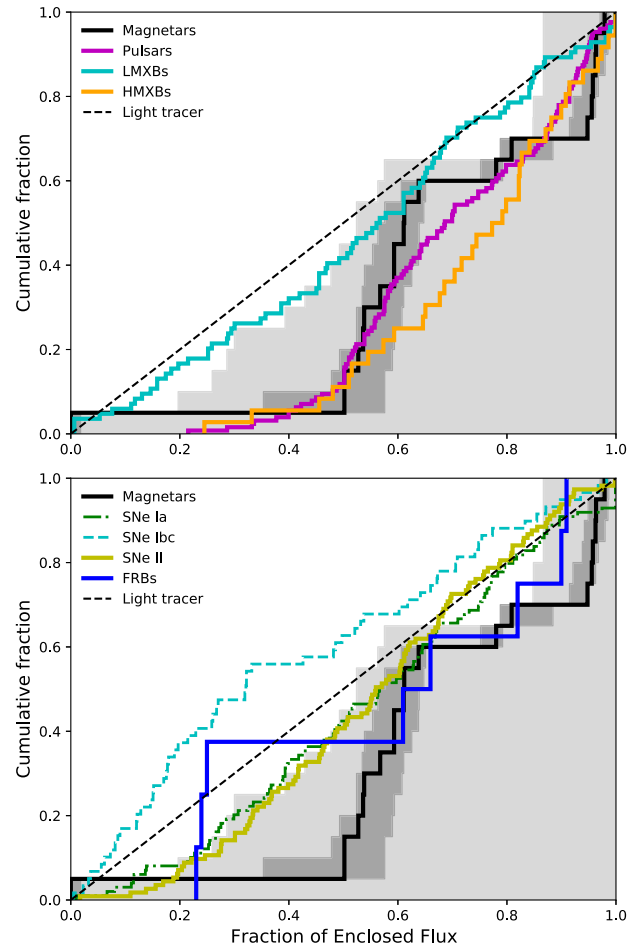 1.0
0.8
0.6
0.4
0.2
0.0
Cumulative fraction
Magnetars
Pulsars
LMXBs
HMXBs
Light tracer
0.0 0.2 0.4 0.6 0.8 1.0
1.0
0.8
0.6
0.4
0.2
0.0
Cumulative fraction
Magnetars
SNe Ia
SNe Ibc
SNe II
FRBs
Light tracer
0.0 0.2 0.4 0.6 0.8 1.0
Fraction of Enclosed Flux